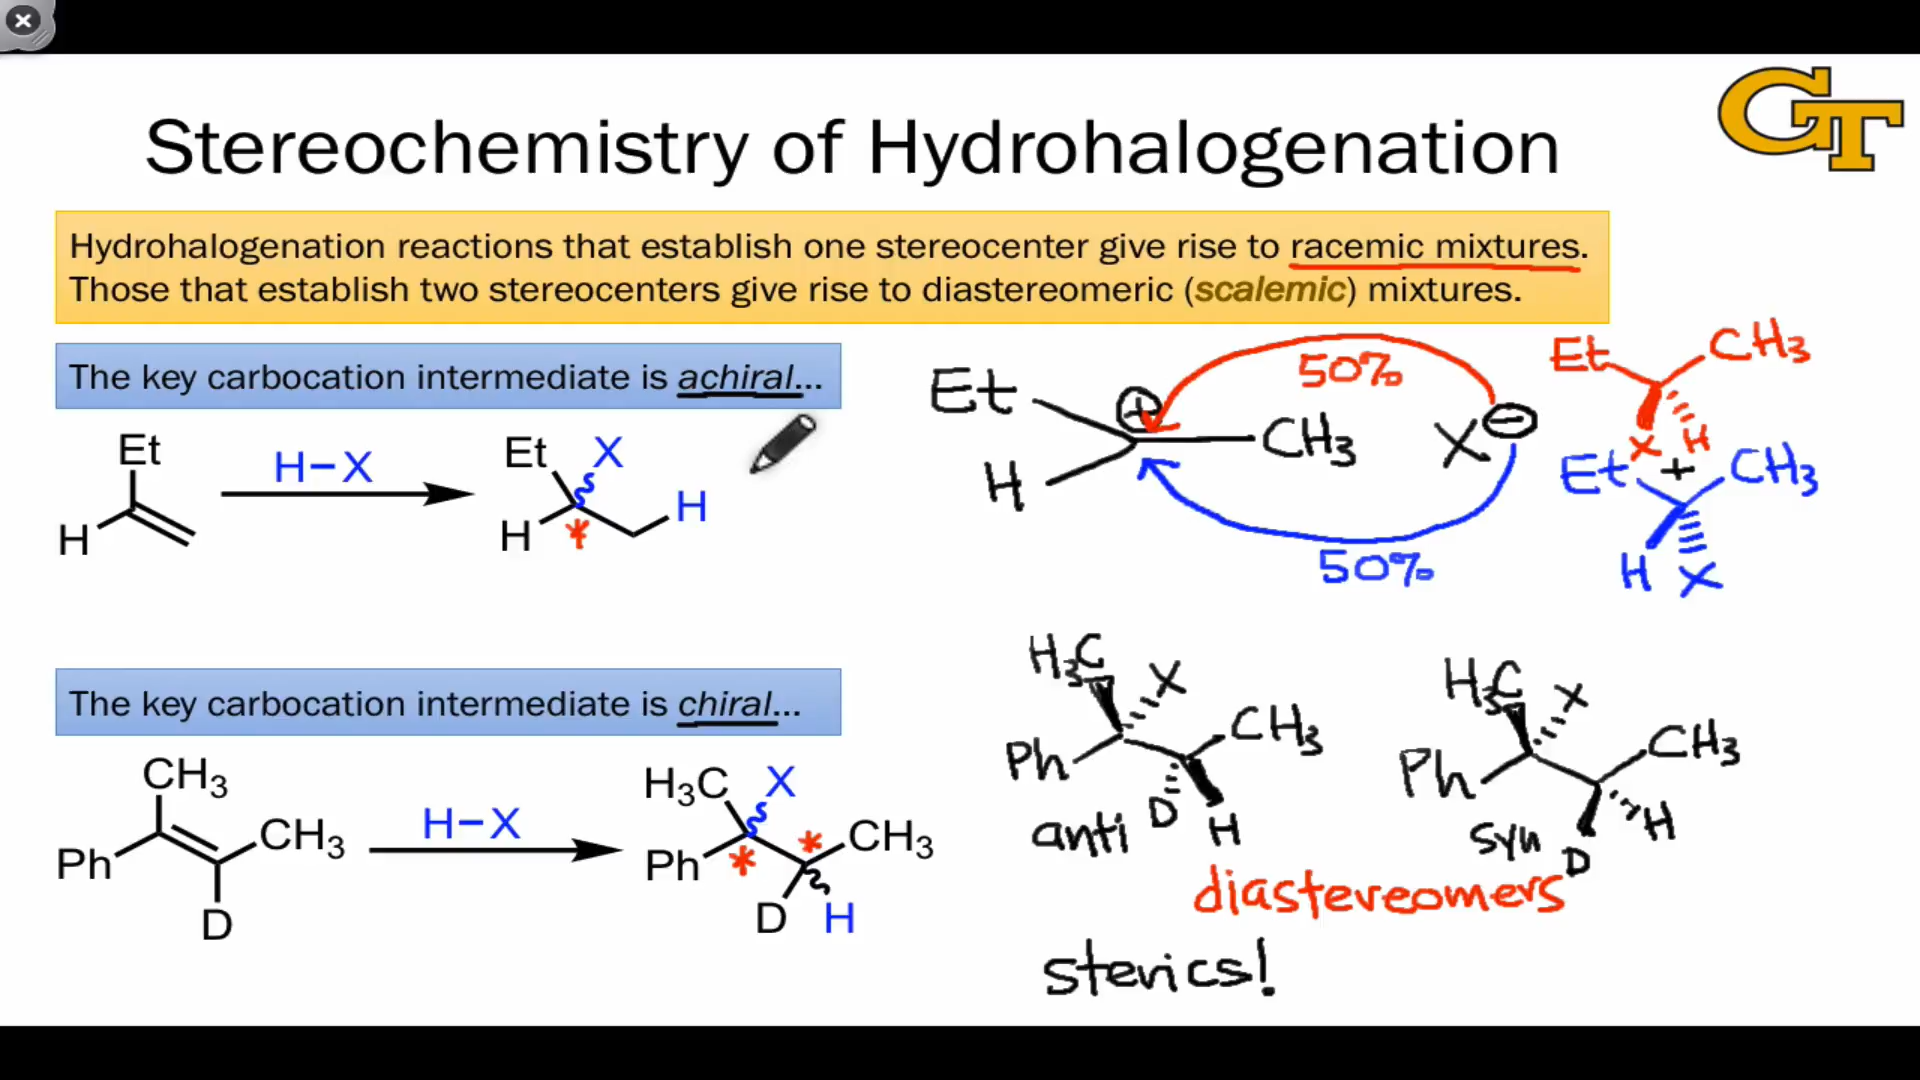 GT
Stereochemistry of Hydrohalogenation
Hydrohalogenation reactions that establish one stereocenter give rise to racemic mixtures.
Those that establish two stereocenters give rise to diastereomeric (scalemic) mixtures.
The key carbocation intermediate is achiral...
Et
H
H–X
Et X
H * H
Et
H
+
CH3
X
−
50%
50%
Et CH3
X H
+
Et CH3
H X
The key carbocation intermediate is chiral...
CH3
Ph
CH3
D
H–X
H3C X
Ph * * CH3
D H
H3C X
Ph CH3
anti D H
H3C X
Ph CH3
syn D H
diastereomers
sterics!